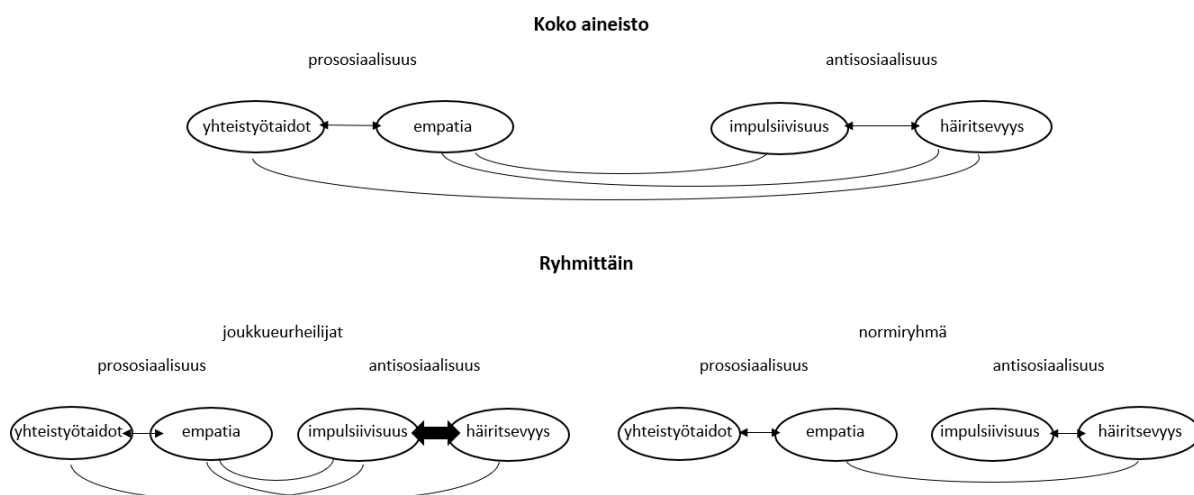 Koko aineisto
prososiaalisuus antisosiaalisuus
yhteistyötaidot empatia impulsiivisuus häiritsevyys
Ryhmittäin
joukkueurheilijat normiryhmä
prososiaalisuus antisosiaalisuus prososiaalisuus antisosiaalisuus
yhteistyötaidot empatia impulsiivisuus häiritsevyys yhteistyötaidot empatia impulsiivisuus häiritsevyys